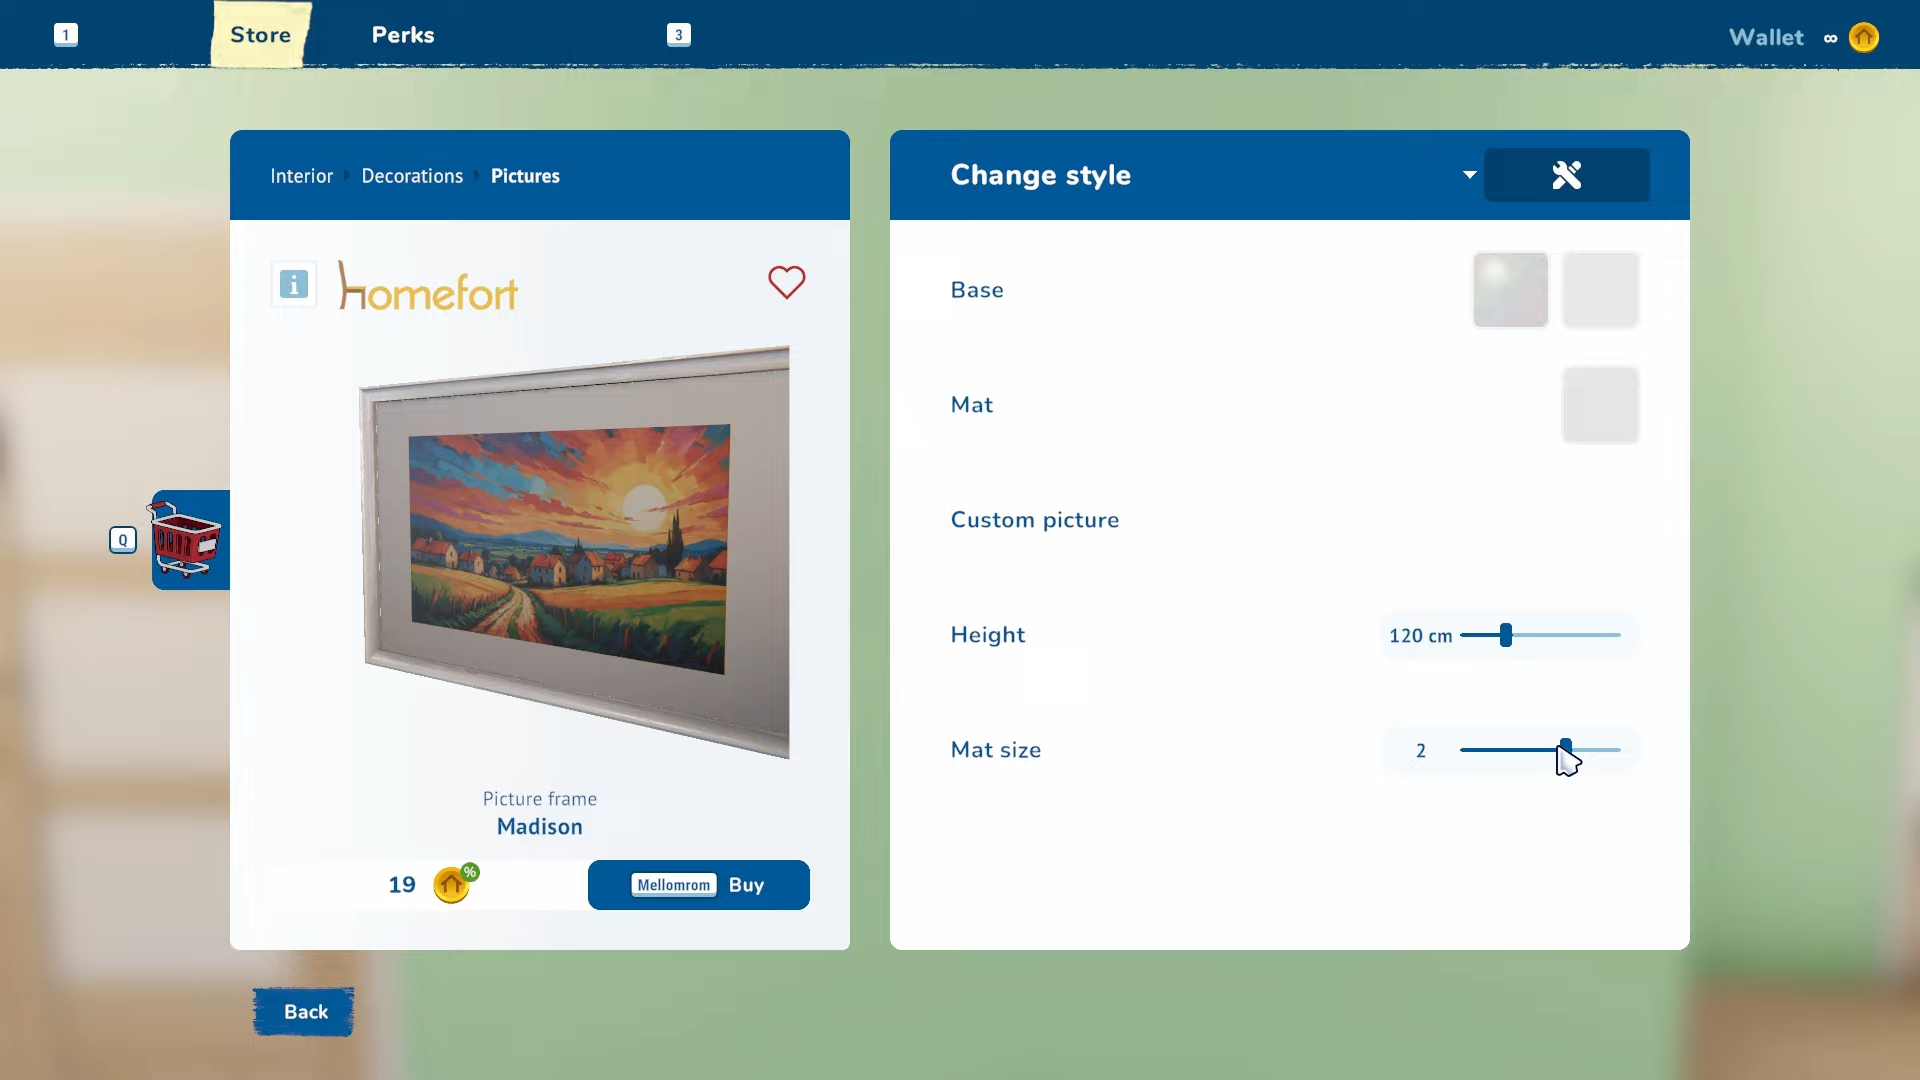 1
Store
Perks
3
Wallet ∞
Interior Decorations Pictures
Change style
i homefort
Base
Mat
Custom picture
Q
Height 120 cm
Mat size 2
Picture frame
Madison
19 %
Mellomrom Buy
Back